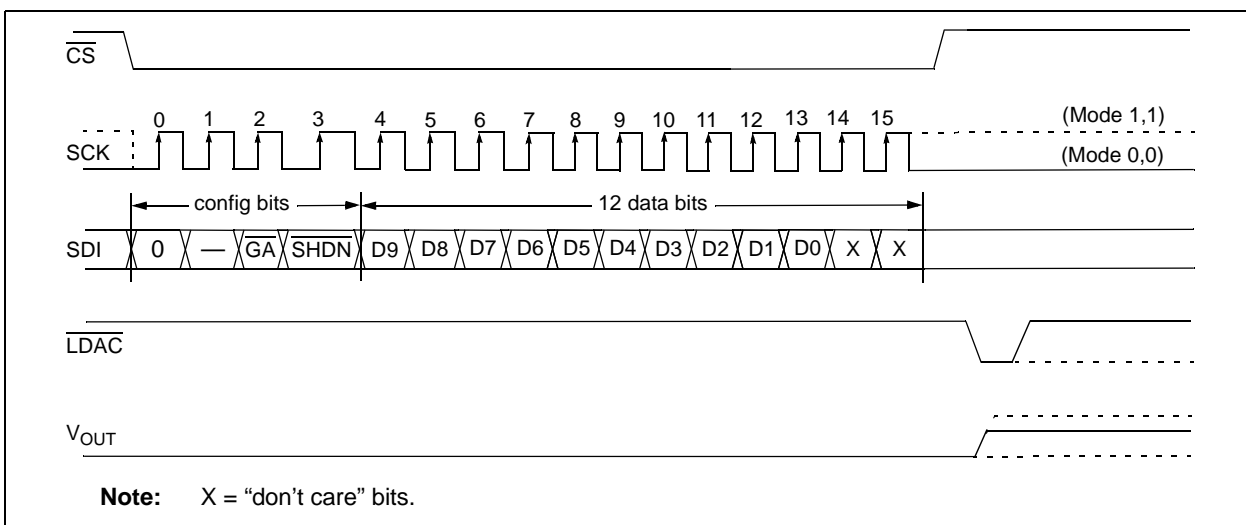 CS
0 1 2 3 4 5 6 7 8 9 10 11 12 13 14 15 (Mode 1,1)
SCK (Mode 0,0)
config bits 12 data bits
SDI 0 — GA SHDN D9 D8 D7 D6 D5 D4 D3 D2 D1 D0 X X
LDAC
VOUT
Note: X = “don’t care” bits.